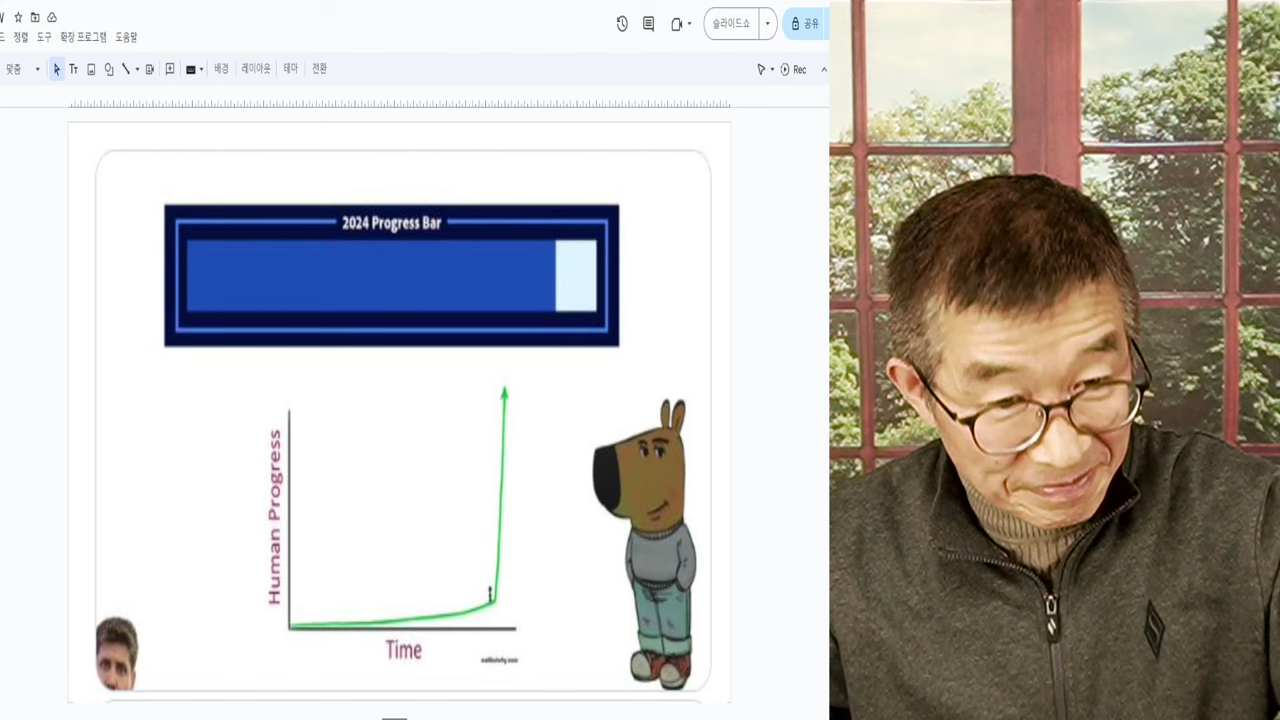 정렬 도구 확장 프로그램 도움말
슬라이드쇼
공유
맞춤
Tт
배경 레이아웃 테마 전환
Rec
2024 Progress Bar
Human Progress
Time